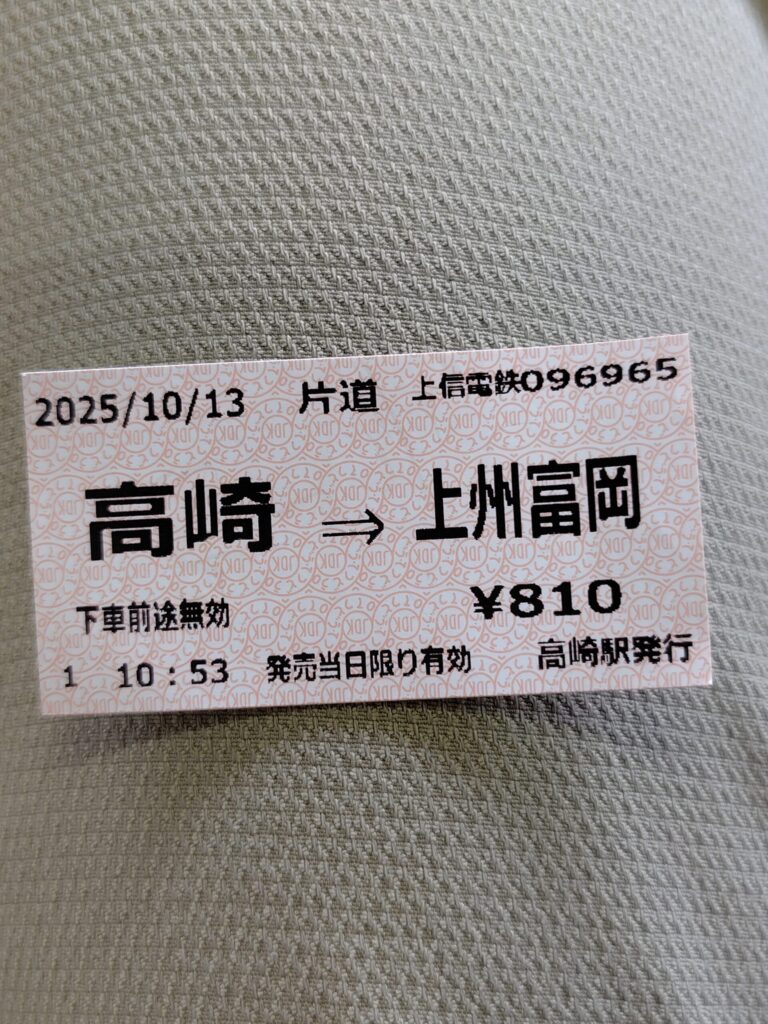 2025/10/13 片道 上信電鉄096965
高崎 ⇒ 上州富岡
¥810
下車前途無効
1 10:53 発売当日限り有効 高崎駅発行